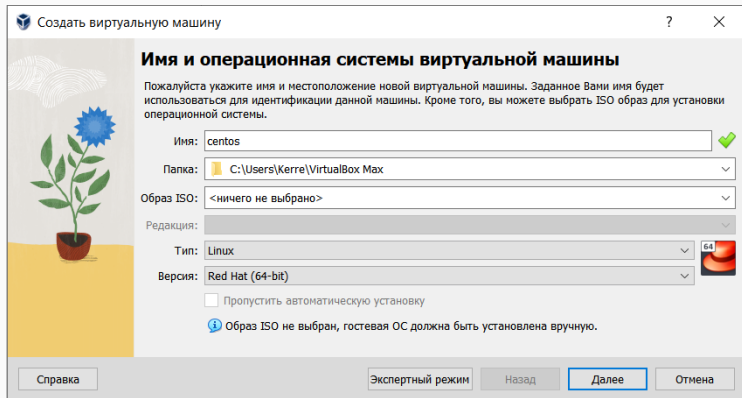 Создать виртуальную машину
?
Имя и операционная системы виртуальной машины
Пожалуйста укажите имя и местоположение новой виртуальной машины. Заданное Вами имя будет
использоваться для идентификации данной машины. Кроме того, вы можете выбрать ISO образ для установки
операционной системы.
Имя: centos
Папка: C:\Users\Kerre\VirtualBox Max
Образ ISO: <ничего не выбрано>
Редакция:
Тип: Linux
64
Версия: Red Hat (64-bit)
Пропустить автоматическую установку
Образ ISO не выбран, гостевая ОС должна быть установлена вручную.
Справка Экспертный режим Назад Далее Отмена